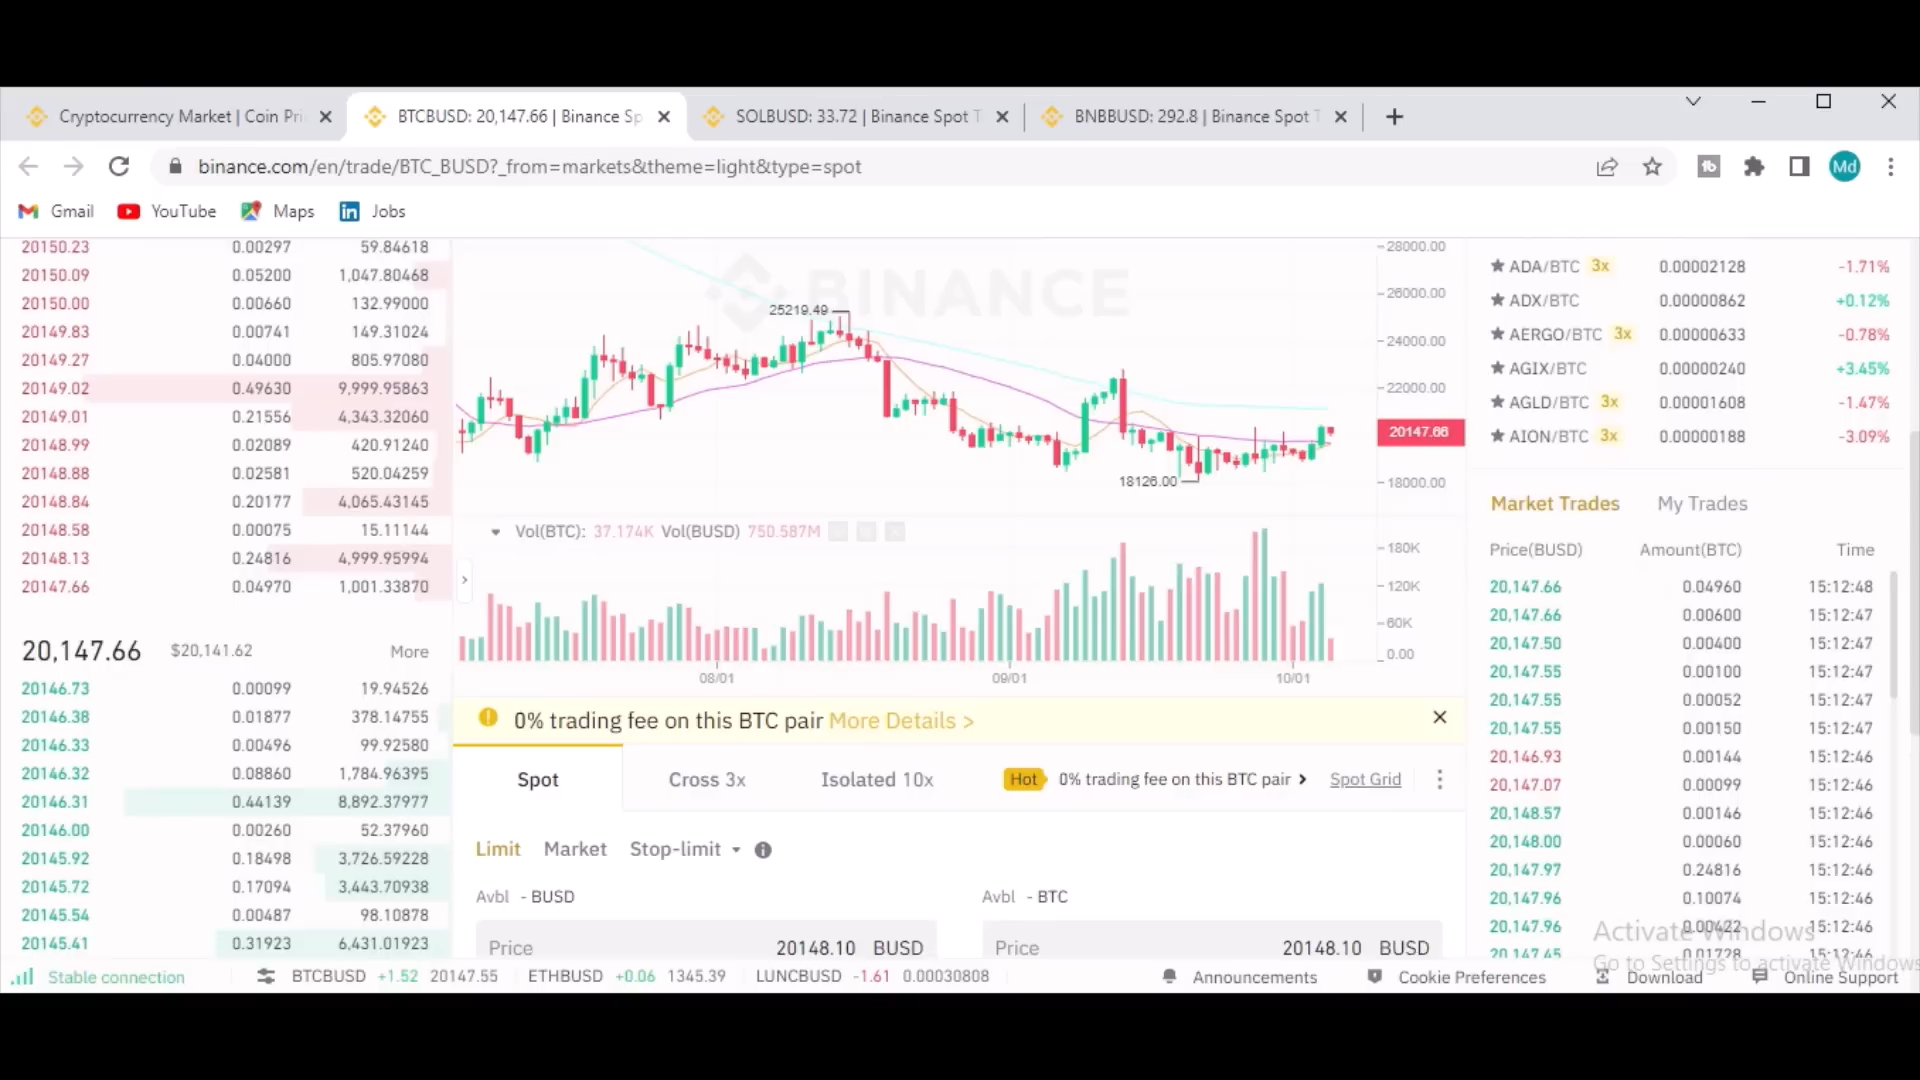 Cryptocurrency Market | Coin Pri
BTCBUSD: 20,147.66 | Binance Sp
SOLBUSD: 33.72 | Binance Spot T
BNBBUSD: 292.8 | Binance Spot T
binance.com/en/trade/BTC_BUSD?_from=markets&theme=light&type=spot
Md
Gmail
YouTube
Maps
Jobs
20150.23 0.00297 59.84618
20150.09 0.05200 1,047.80468
20150.00 0.00660 132.99000
20149.83 0.00741 149.31024
20149.27 0.04000 805.97080
20149.02 0.49630 9,999.95863
20149.01 0.21556 4,343.32060
20148.99 0.02089 420.91240
20148.88 0.02581 520.04259
20148.84 0.20177 4,065.43145
20148.58 0.00075 15.11144
20148.13 0.24816 4,999.95994
20147.66 0.04970 1,001.33870
20,147.66 $20,141.62 More
20146.73 0.00099 19.94526
20146.38 0.01877 378.14755
20146.33 0.00496 99.92580
20146.32 0.08860 1,784.96395
20146.31 0.44139 8,892.37977
20146.00 0.00260 52.37960
20145.92 0.18498 3,726.59228
20145.72 0.17094 3,443.70938
20145.54 0.00487 98.10878
20145.41 0.31923 6,431.01923
BINANCE
25219.49
18126.00
28000.00
26000.00
24000.00
22000.00
20147.66
18000.00
Vol(BTC): 37.174K Vol(BUSD) 750.587M
180K
120K
60K
0.00
08/01 09/01 10/01
0% trading fee on this BTC pair More Details >
Spot Cross 3x Isolated 10x Hot 0% trading fee on this BTC pair Spot Grid
Limit Market Stop-limit
Avbl - BUSD
Avbl - BTC
Price 20148.10 BUSD
Price 20148.10 BUSD
ADA/BTC 3x 0.00002128 -1.71%
ADX/BTC 0.00000862 +0.12%
AERGO/BTC 3x 0.00000633 -0.78%
AGIX/BTC 0.00000240 +3.45%
AGLD/BTC 3x 0.00001608 -1.47%
AION/BTC 3x 0.00000188 -3.09%
Market Trades My Trades
Price(BUSD) Amount(BTC) Time
20,147.66 0.04960 15:12:48
20,147.66 0.00600 15:12:47
20,147.50 0.00400 15:12:47
20,147.55 0.00100 15:12:47
20,147.55 0.00052 15:12:47
20,147.55 0.00150 15:12:47
20,146.93 0.00144 15:12:46
20,147.07 0.00099 15:12:46
20,148.57 0.00146 15:12:46
20,148.00 0.00060 15:12:46
20,147.97 0.24816 15:12:46
20,147.96 0.10074 15:12:46
20,147.96 0.00422 15:12:46
20,147.45 0.01728 15:12:46
Activate Windows
Go to Settings to activate Windows
Stable connection
BTCBUSD +1.52 20147.55 ETHBUSD +0.06 1345.39 LUNCBUSD -1.61 0.00030808
Announcements Cookie Preferences Download Online Support